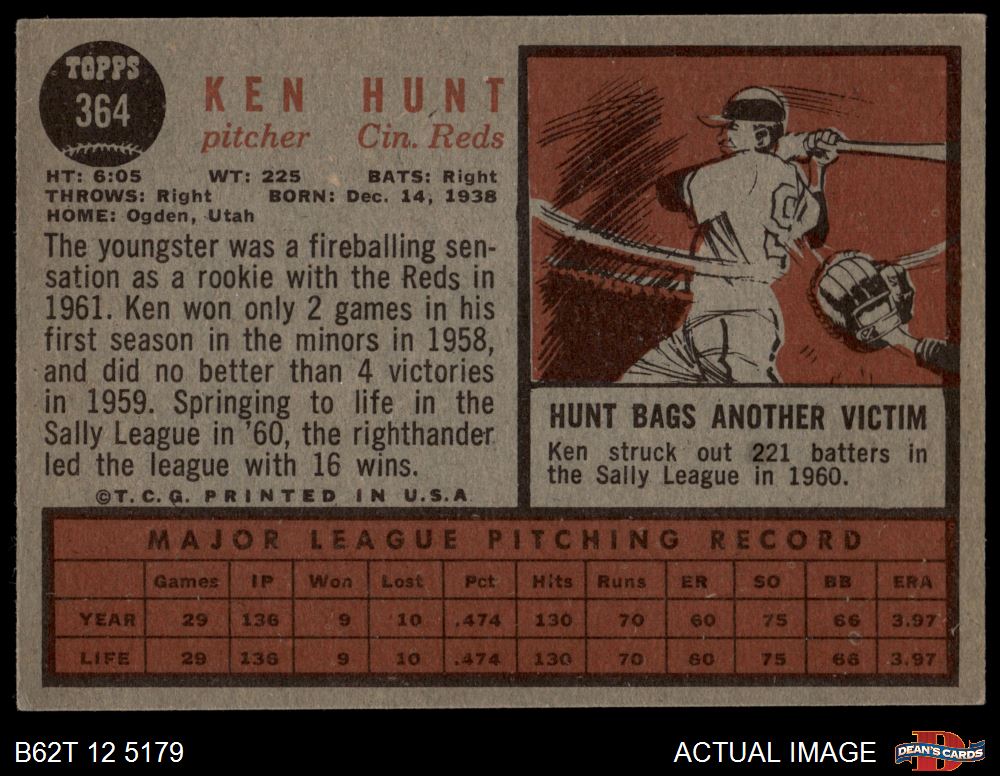 TOPPS
364
KEN HUNT
pitcher Cin. Reds
HT: 6:05 WT: 225 BATS: Right
THROWS: Right BORN: Dec. 14, 1938
HOME: Ogden, Utah
The youngster was a fireballing sen-
sation as a rookie with the Reds in
1961. Ken won only 2 games in his
first season in the minors in 1958,
and did no better than 4 victories
in 1959. Springing to life in the
Sally League in '60, the righthander
led the league with 16 wins.
©T.C.G. PRINTED IN U.S.A
HUNT BAGS ANOTHER VICTIM
Ken struck out 221 batters in
the Sally League in 1960.
MAJOR LEAGUE PITCHING RECORD
Games IP Won Lost Pct Hits Runs ER SO BB ERA
YEAR 29 136 9 10 .474 130 70 60 75 66 3.97
LIFE 29 136 9 10 .474 130 70 60 75 66 3.97
B62T 12 5179
ACTUAL IMAGE
DEAN'S CARDS